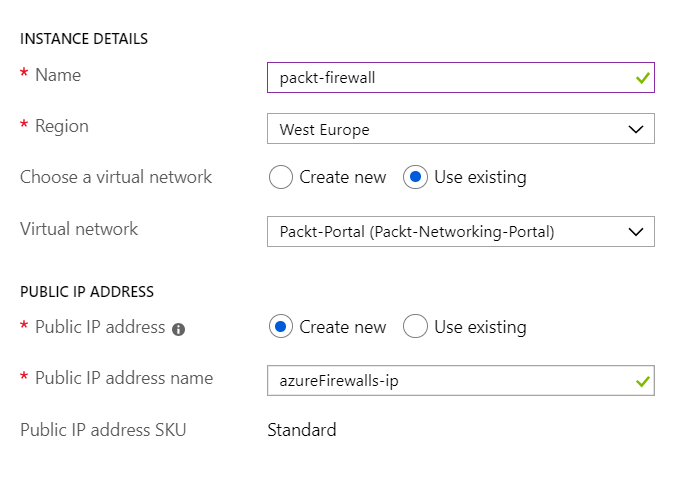 INSTANCE DETAILS
* Name packt-firewall
* Region West Europe
Choose a virtual network Create new Use existing
Virtual network Packt-Portal (Packt-Networking-Portal)
PUBLIC IP ADDRESS
* Public IP address Create new Use existing
* Public IP address name azureFirewalls-ip
Public IP address SKU Standard